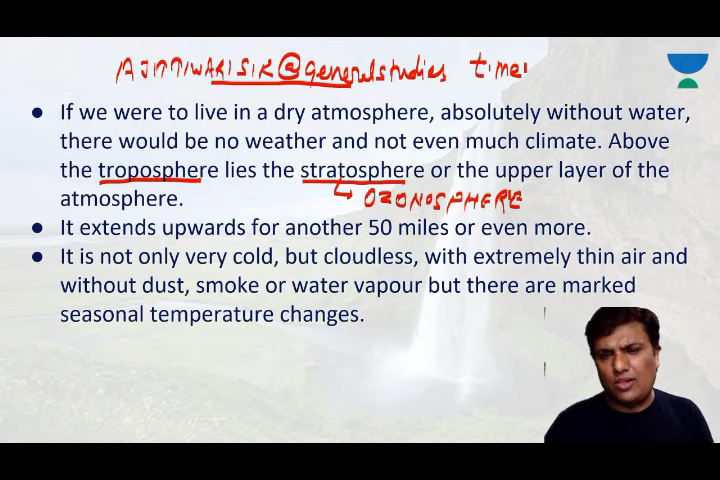 AJITTIWARISIR@generalstudies time
● If we were to live in a dry atmosphere, absolutely without water,
there would be no weather and not even much climate. Above
the troposphere lies the stratosphere or the upper layer of the
OZONOSPHERE
atmosphere.
● It extends upwards for another 50 miles or even more.
● It is not only very cold, but cloudless, with extremely thin air and
without dust, smoke or water vapour but there are marked
seasonal temperature changes.